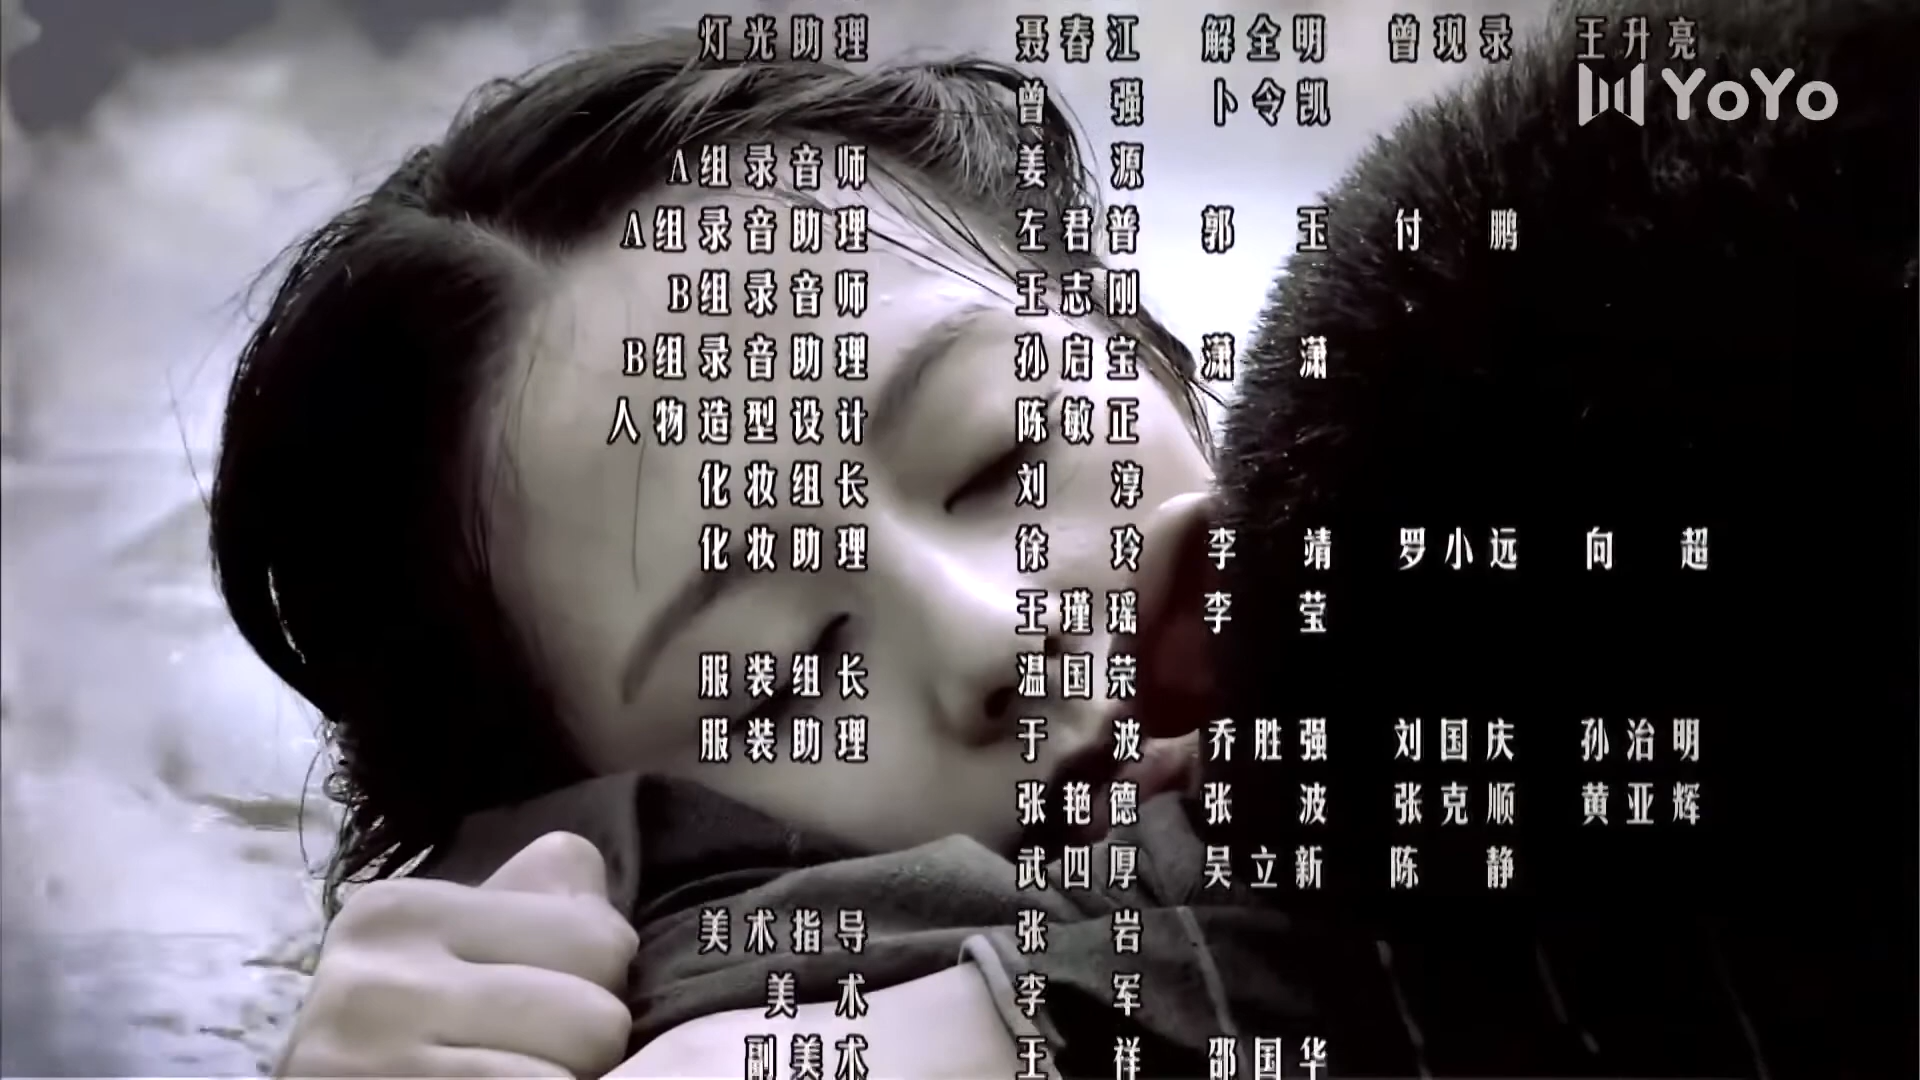 灯光助理 聂春江 解全明 曾现录 王升亮
YoYo
曾强 卜令凯
A组录音师 姜源
A组录音助理 左君普 郭玉 付鹏
B组录音师 王志刚
B组录音助理 孙启宝 潇潇
人物造型设计 陈敏正
化妆组长 刘淳
化妆助理 徐玲 李靖 罗小远 向超
王瑾瑶 李莹
服装组长 温国荣
服装助理 于波 乔胜强 刘国庆 孙治明
张艳德 张波 张克顺 黄亚辉
武四厚 吴立新 陈静
美术指导 张岩
美术 李军
副美术 王祥 邵国华